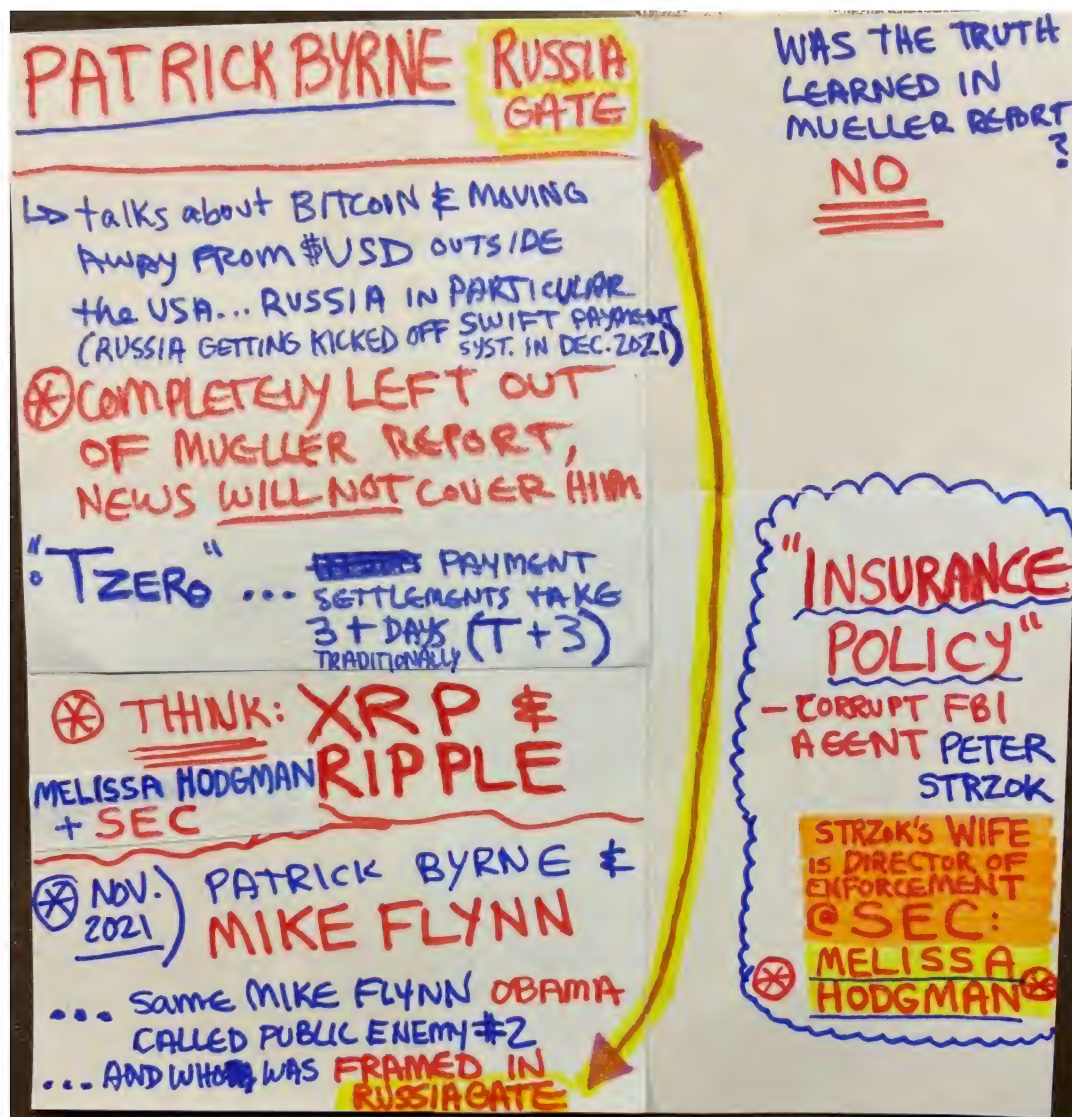 PATRICK BYRNE
RUSSIA
GATE
↳ talks about BITCOIN & MOVING
AWAY FROM $USD OUTSIDE
the USA... RUSSIA IN PARTICULAR
(RUSSIA GETTING KICKED OFF SWIFT PAYMENT
SYST. IN DEC. 2021)
COMPLETELY LEFT OUT
OF MUELLER REPORT,
NEWS WILL NOT COVER HIM
"TZERO" ... PAYMENT
SETTLEMENTS TAKE
3+ DAYS (T+3)
TRADITIONALLY
THINK: XRP &
RIPPLE
MELISSA HODGMAN
+ SEC
NOV.
2021)
PATRICK BYRNE &
MIKE FLYNN
... same MIKE FLYNN OBAMA
CALLED PUBLIC ENEMY #2
... AND WHO WAS FRAMED IN
RUSSIAGATE
WAS THE TRUTH
LEARNED IN
MUELLER REPORT
?
NO
"INSURANCE
POLICY"
- CORRUPT FBI
AGENT PETER
STRZOK
STRZOK'S WIFE
IS DIRECTOR OF
ENFORCEMENT
@ SEC:
MELISSA
HODGMAN